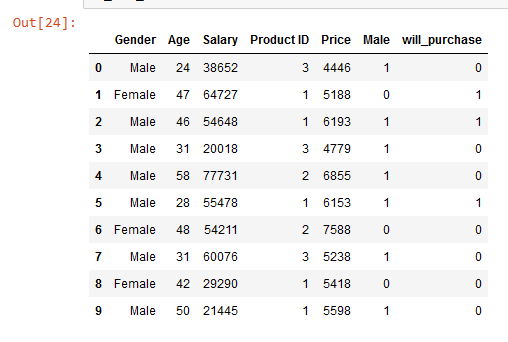 Out[24]:
Gender Age Salary Product ID Price Male will_purchase
0 Male 24 38652 3 4446 1 0
1 Female 47 64727 1 5188 0 1
2 Male 46 54648 1 6193 1 1
3 Male 31 20018 3 4779 1 0
4 Male 58 77731 2 6855 1 0
5 Male 28 55478 1 6153 1 1
6 Female 48 54211 2 7588 0 0
7 Male 31 60076 3 5238 1 0
8 Female 42 29290 1 5418 0 0
9 Male 50 21445 1 5598 1 0